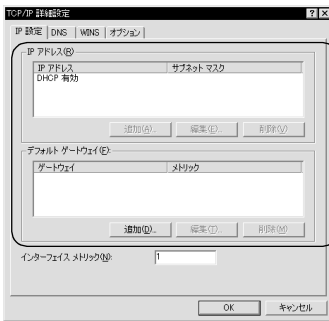 TCP/IP 詳細設定
IP 設定 DNS WINS オプション
IP アドレス(R)
IP アドレス サブネット マスク
DHCP 有効
追加(A)... 編集(E)... 削除(V)
デフォルト ゲートウェイ(F):
ゲートウェイ メトリック
追加(D)... 編集(T)... 削除(M)
インターフェイス メトリック(N): 1
OK キャンセル